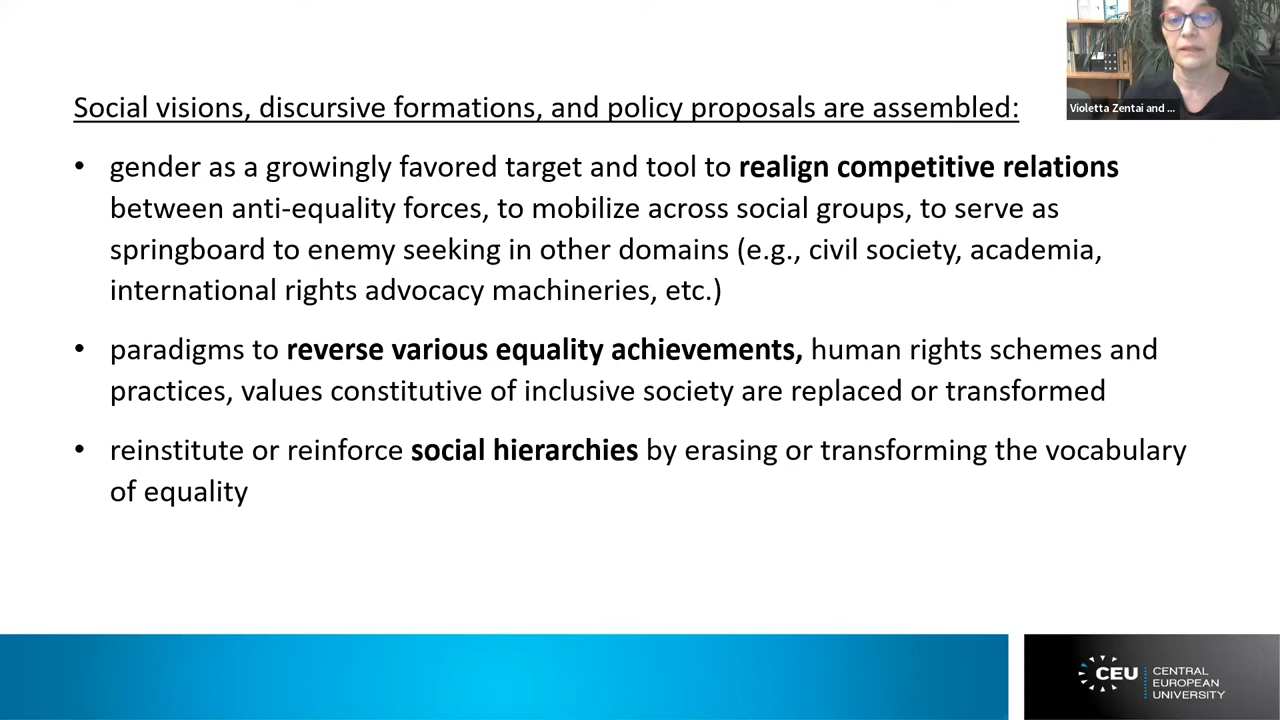 Social visions, discursive formations, and policy proposals are assembled:
• gender as a growingly favored target and tool to realign competitive relations
between anti-equality forces, to mobilize across social groups, to serve as
springboard to enemy seeking in other domains (e.g., civil society, academia,
international rights advocacy machineries, etc.)
• paradigms to reverse various equality achievements, human rights schemes and
practices, values constitutive of inclusive society are replaced or transformed
• reinstitute or reinforce social hierarchies by erasing or transforming the vocabulary
of equality
Violetta Zentai and ...
CEU
CENTRAL
EUROPEAN
UNIVERSITY